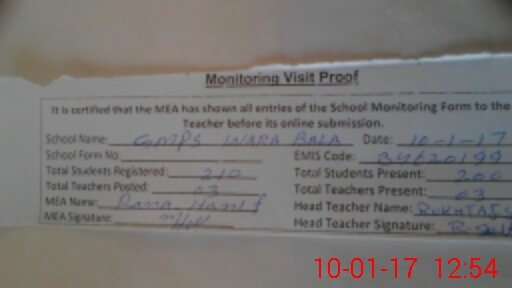 Monitoring Visit Proof
It is certified that the MEA has shown all entries of the School Monitoring Form to the
Teacher before its online submission.
School Name: GMPS WARA BALA Date: 10-1-17
School Form No: EMIS Code:
Total Students Registered: 210 Total Students Present: 200
Total Teachers Posted: 03 Total Teachers Present: 03
MEA Name: Rana Hanif Head Teacher Name:
MEA Signature: Head Teacher Signature:
10-01-17 12:54